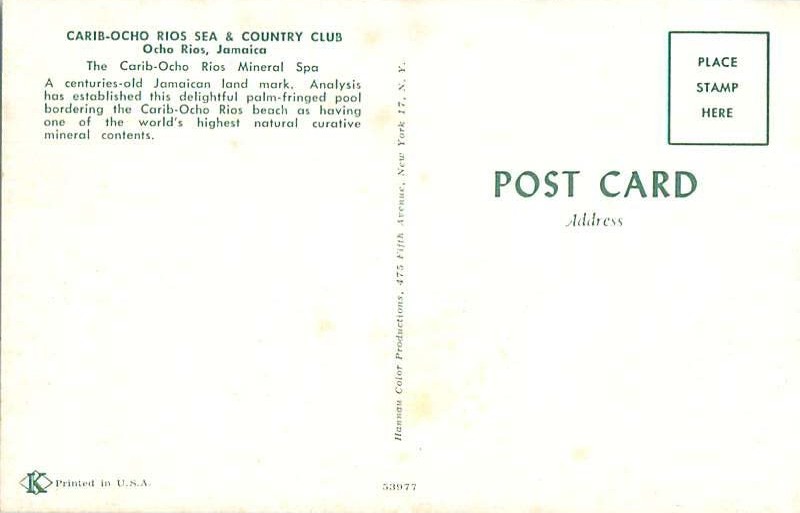 CARIB-OCHO RIOS SEA & COUNTRY CLUB
Ocho Rios, Jamaica
The Carib-Ocho Rios Mineral Spa
A centuries-old Jamaican land mark. Analysis
has established this delightful palm-fringed pool
bordering the Carib-Ocho Rios beach as having
one of the world's highest natural curative
mineral contents.
Hannau Color Productions, 475 Fifth Avenue, New York 17, N. Y.
PLACE
STAMP
HERE
POST CARD
Address
K Printed in U.S.A.
53977